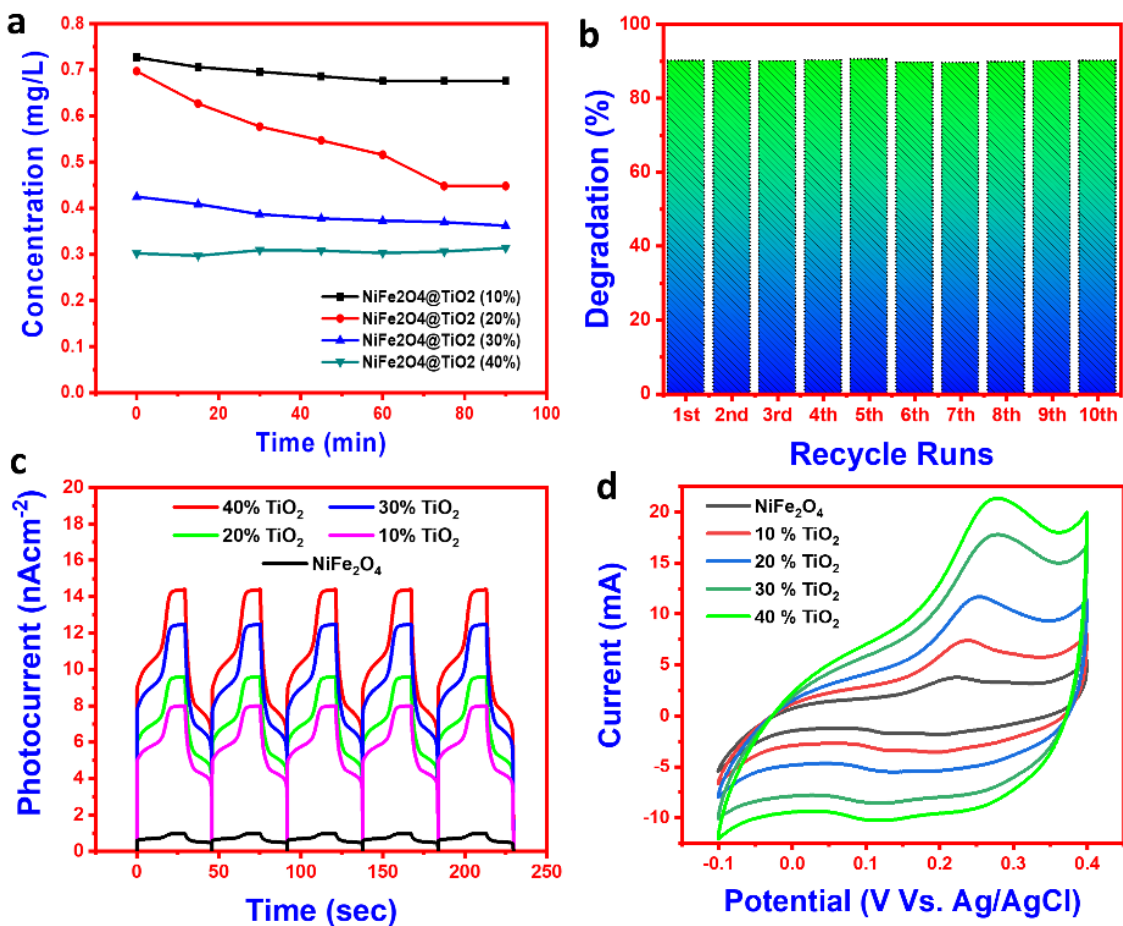 a
Concentration (mg/L)
0.8
0.7
0.6
0.5
0.4
0.3
0.2
0.1
0.0
NiFe2O4@TiO2 (10%)
NiFe2O4@TiO2 (20%)
NiFe2O4@TiO2 (30%)
NiFe2O4@TiO2 (40%)
0 20 40 60 80 100
Time (min)
b
Degradation (%)
100
80
60
40
20
0
1st 2nd 3rd 4th 5th 6th 7th 8th 9th 10th
Recycle Runs
c
Photocurrent (nAcm-2)
20
18
16
14
12
10
8
6
4
2
0
40% TiO₂ 30% TiO₂
20% TiO₂ 10% TiO₂
NiFe₂O₄
0 50 100 150 200 250
Time (sec)
d
Current (mA)
20
15
10
5
0
-5
-10
NiFe₂O₄
10 % TiO₂
20 % TiO₂
30 % TiO₂
40 % TiO₂
-0.1 0.0 0.1 0.2 0.3 0.4
Potential (V Vs. Ag/AgCl)